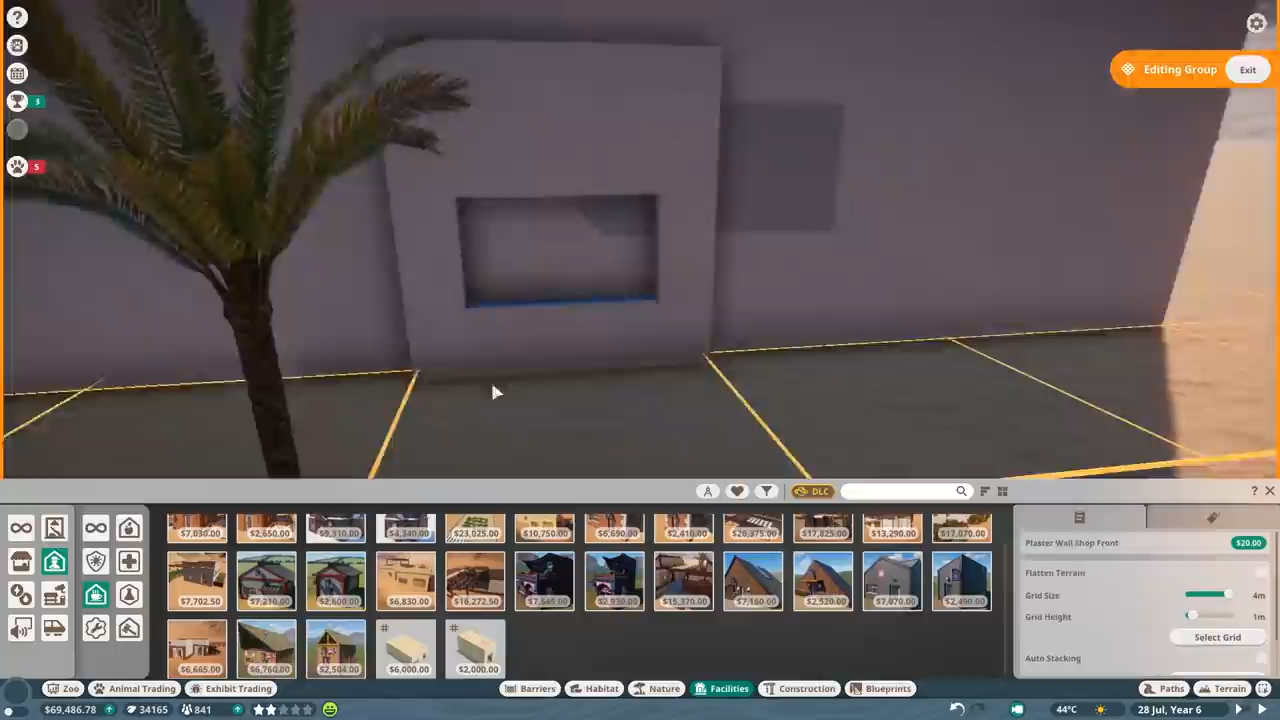 ?
3
5
Editing Group Exit
DLC
?
$7,030.00 $2,650.00 $9,310.00 $4,340.00 $23,025.00 $10,750.00 $6,690.00 $2,410.00 $26,375.00 $17,825.00 $13,290.00 $17,070.00
$7,702.50 $7,210.00 $2,600.00 $6,830.00 $16,272.50 $7,545.00 $2,930.00 $15,370.00 $7,160.00 $2,520.00 $7,070.00 $2,490.00
$6,665.00 $6,760.00 $2,504.00 $6,000.00 $2,000.00
Plaster Wall Shop Front $20.00
Flatten Terrain
Grid Size 4m
Grid Height 1m
Select Grid
Auto Stacking
Zoo Animal Trading Exhibit Trading Barriers Habitat Nature Facilities Construction Blueprints Paths Terrain
$69,486.78 34165 841 44°C 28 Jul, Year 6